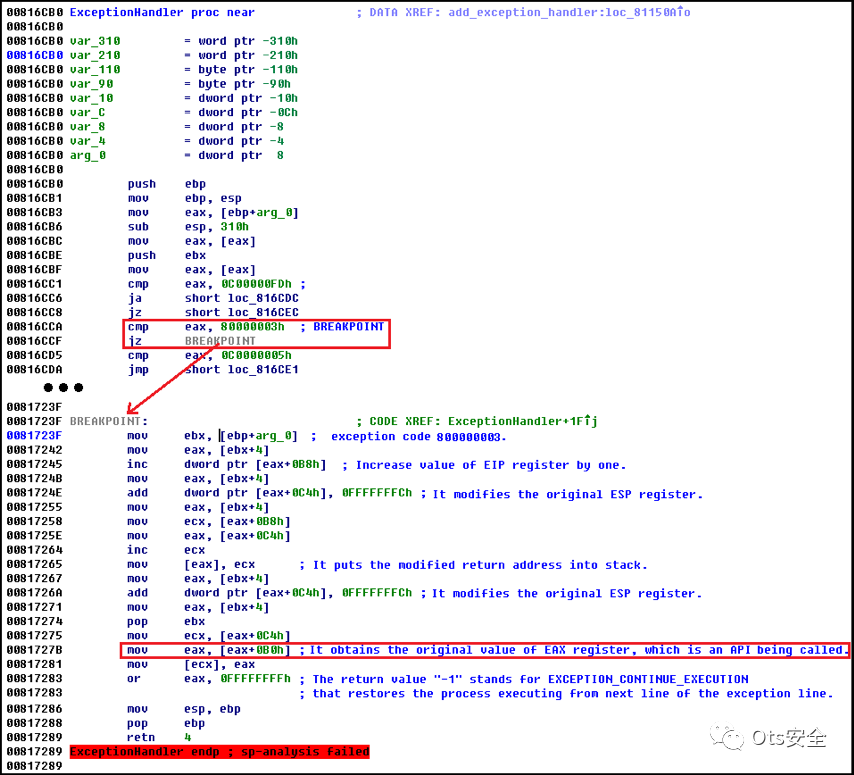 00816CB0 ExceptionHandler proc near ; DATA XREF: add_exception_handler:loc_81150A↑o
00816CB0
00816CB0 var_310 = word ptr -310h
00816CB0 var_210 = word ptr -210h
00816CB0 var_110 = byte ptr -110h
00816CB0 var_90 = byte ptr -90h
00816CB0 var_10 = dword ptr -10h
00816CB0 var_C = dword ptr -0Ch
00816CB0 var_8 = dword ptr -8
00816CB0 var_4 = dword ptr -4
00816CB0 arg_0 = dword ptr 8
00816CB0
00816CB0 push ebp
00816CB1 mov ebp, esp
00816CB3 mov eax, [ebp+arg_0]
00816CB6 sub esp, 310h
00816CBC mov eax, [eax]
00816CBE push ebx
00816CBF mov eax, [eax]
00816CC1 cmp eax, 0C00000FDh ;
00816CC6 ja short loc_816CDC
00816CC8 jz short loc_816CEC
00816CCA cmp eax, 80000003h ; BREAKPOINT
00816CCF jz BREAKPOINT
00816CD5 cmp eax, 0C0000005h
00816CDA jmp short loc_816CE1
0081723F
0081723F BREAKPOINT: ; CODE XREF: ExceptionHandler+1F↑j
0081723F mov ebx, [ebp+arg_0] ; exception code 800000003.
00817242 mov eax, [ebx+4]
00817245 inc dword ptr [eax+0B8h] ; Increase value of EIP register by one.
0081724B mov eax, [ebx+4]
0081724E add dword ptr [eax+0C4h], 0FFFFFFFCh ; It modifies the original ESP register.
00817255 mov eax, [ebx+4]
00817258 mov ecx, [eax+0B8h]
0081725E mov eax, [eax+0C4h]
00817264 inc ecx
00817265 mov [eax], ecx ; It puts the modified return address into stack.
00817267 mov eax, [ebx+4]
0081726A add dword ptr [eax+0C4h], 0FFFFFFFCh ; It modifies the original ESP register.
00817271 mov eax, [ebx+4]
00817274 pop ebx
00817275 mov ecx, [eax+0C4h]
0081727B mov eax, [eax+0B0h] ; It obtains the original value of EAX register, which is an API being called.
00817281 mov [ecx], eax
00817283 or eax, 0FFFFFFFFh ; The return value "-1" stands for EXCEPTION_CONTINUE_EXECUTION
00817283 ; that restores the process executing from next line of the exception line.
00817286 mov esp, ebp
00817288 pop ebp
00817289 retn 4
00817289 ExceptionHandler endp ; sp-analysis failed
00817289
Ots安全